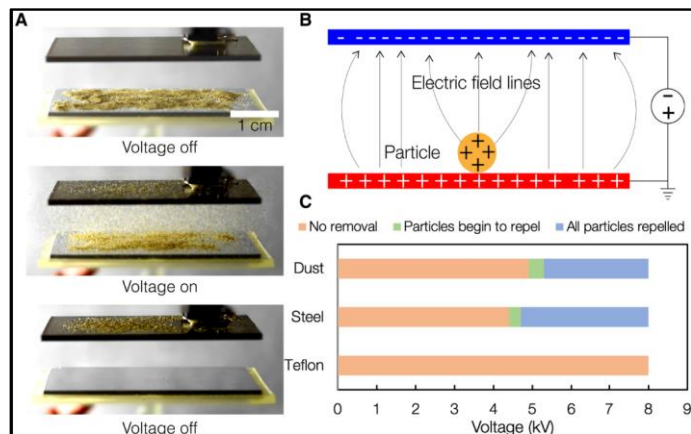 A
1 cm
Voltage off
Voltage on
Voltage off
B
- - - - - - - - - - - - - - - - - -
Electric field lines
+ +
+ +
Particle
+ + + + + + + + + + + + + + +
-
+
C
No removal Particles begin to repel All particles repelled
Dust
Steel
Teflon
0 1 2 3 4 5 6 7 8 9
Voltage (kV)